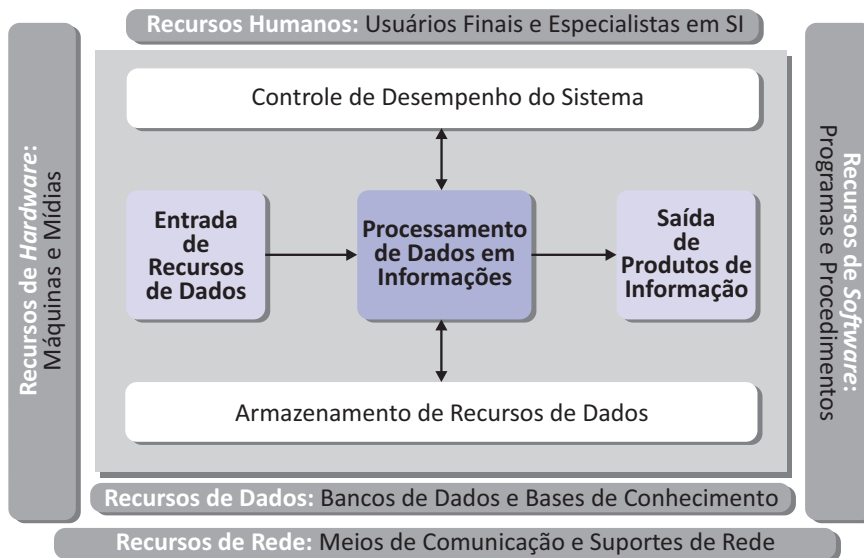 Recursos Humanos: Usuários Finais e Especialistas em SI
Recursos de Hardware:
Máquinas e Mídias
Controle de Desempenho do Sistema
Entrada
de
Recursos
de Dados
Processamento
de Dados em
Informações
Saída
de
Produtos de
Informação
Armazenamento de Recursos de Dados
Recursos de Software:
Programas e Procedimentos
Recursos de Dados: Bancos de Dados e Bases de Conhecimento
Recursos de Rede: Meios de Comunicação e Suportes de Rede